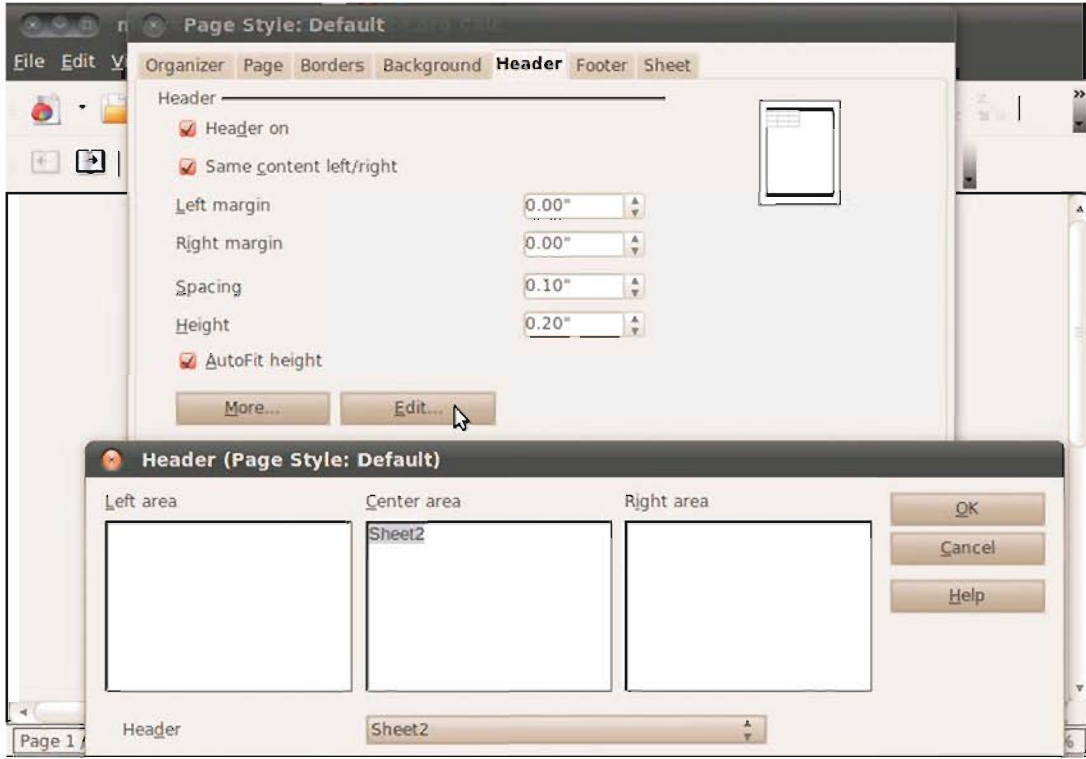 Page Style: Default
File Edit V
Organizer Page Borders Background Header Footer Sheet
Header
Header on
Same content left/right
Left margin 0.00"
Right margin 0.00"
Spacing 0.10"
Height 0.20"
AutoFit height
More... Edit...
Header (Page Style: Default)
Left area Center area Right area
OK
Sheet2
Cancel
Help
Header Sheet2
Page 1 /